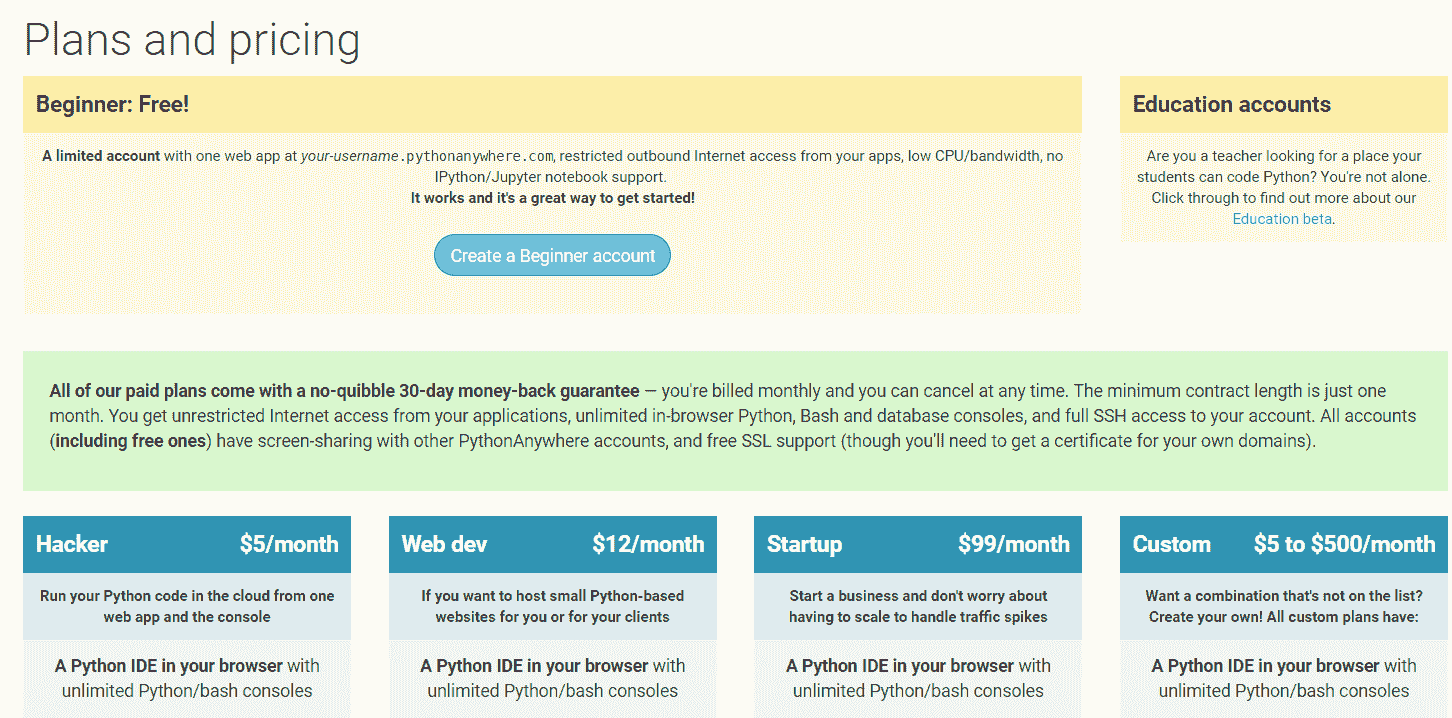 Plans and pricing
Beginner: Free!
A limited account with one web app at your-username.pythonanywhere.com, restricted outbound Internet access from your apps, low CPU/bandwidth, no
IPython/Jupyter notebook support.
It works and it's a great way to get started!
Create a Beginner account
Education accounts
Are you a teacher looking for a place your
students can code Python? You're not alone.
Click through to find out more about our
Education beta.
All of our paid plans come with a no-quibble 30-day money-back guarantee — you're billed monthly and you can cancel at any time. The minimum contract length is just one
month. You get unrestricted Internet access from your applications, unlimited in-browser Python, Bash and database consoles, and full SSH access to your account. All accounts
(including free ones) have screen-sharing with other PythonAnywhere accounts, and free SSL support (though you'll need to get a certificate for your own domains).
Hacker $5/month
Run your Python code in the cloud from one
web app and the console
A Python IDE in your browser with
unlimited Python/bash consoles
Web dev $12/month
If you want to host small Python-based
websites for you or for your clients
A Python IDE in your browser with
unlimited Python/bash consoles
Startup $99/month
Start a business and don't worry about
having to scale to handle traffic spikes
A Python IDE in your browser with
unlimited Python/bash consoles
Custom $5 to $500/month
Want a combination that's not on the list?
Create your own! All custom plans have:
A Python IDE in your browser with
unlimited Python/bash consoles